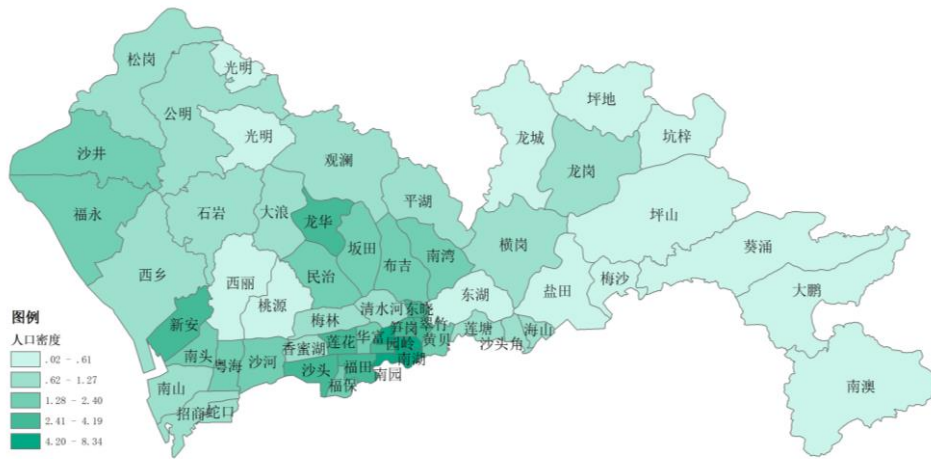 松岗
光明
公明
坪地
龙城
坑梓
沙井
光明
观澜
龙岗
平湖
福永
石岩
大浪
龙华
坪山
坂田
南湾
横岗
葵涌
布吉
西乡
民治
西丽
东湖
盐田
梅沙
大鹏
桃源
清水河
东晓
新安
梅林
笋岗
翠竹
莲塘
海山
莲花
华富
园岭
黄贝
沙头角
南头
粤海
沙河
香蜜湖
南湖
沙头
福田
南园
福保
南山
南澳
招商
蛇口
图例
人口密度
.02 - .61
.62 - 1.27
1.28 - 2.40
2.41 - 4.19
4.20 - 8.34